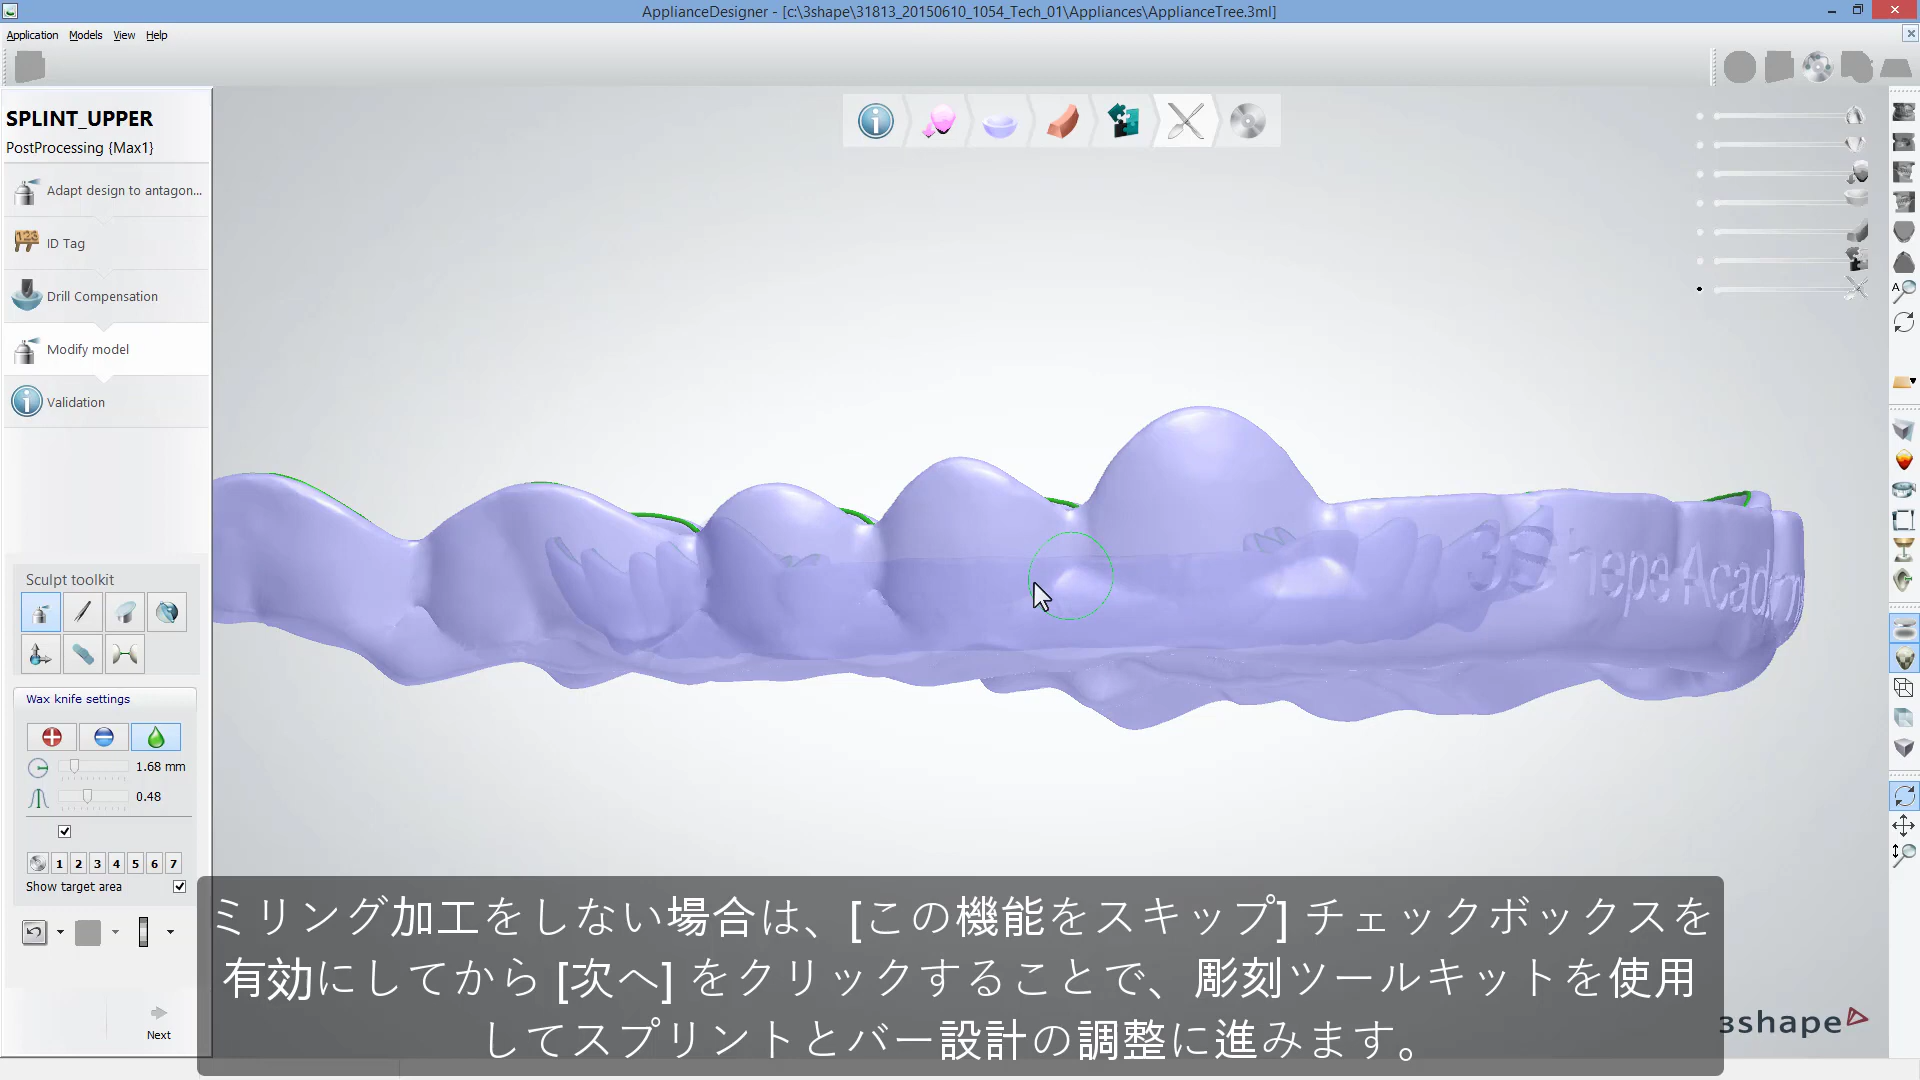 ApplianceDesigner - [c:\3shape\31813_20150610_1054_Tech_01\Appliances\ApplianceTree.3ml]
Application Models View Help
SPLINT_UPPER
PostProcessing {Max1}
Adapt design to antagon...
ID Tag
Drill Compensation
Modify model
Validation
Sculpt toolkit
Wax knife settings
1.68 mm
0.48
1 2 3 4 5 6 7
Show target area
Next
3Shepe Academ
ミリング加工をしない場合は、[この機能をスキップ] チェックボックスを
有効にしてから [次へ] をクリックすることで、彫刻ツールキットを使用
してスプリントとバー設計の調整に進みます。
3shape